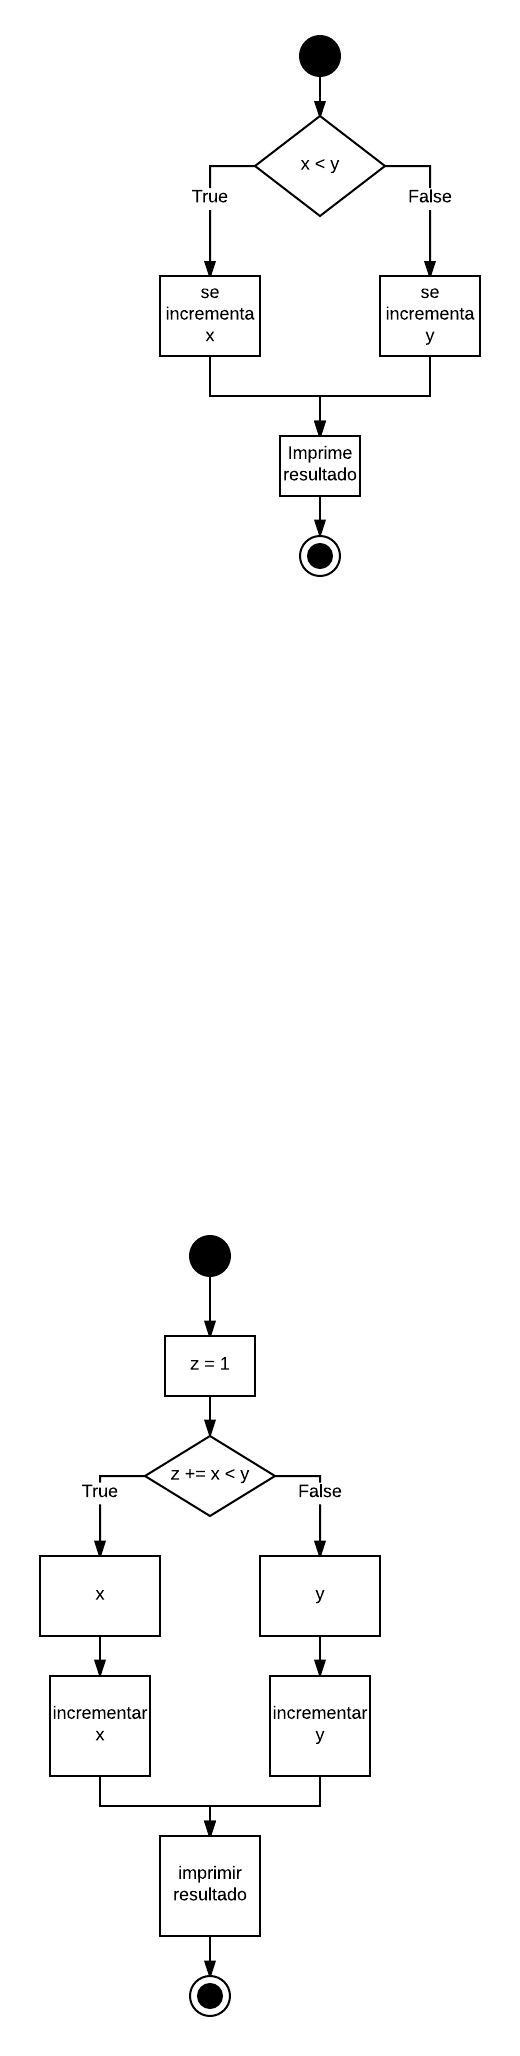 x < y
True
False
se
incrementa
x
se
incrementa
y
Imprime
resultado
z = 1
z += x < y
True
False
x
y
incrementar
x
incrementar
y
imprimir
resultado